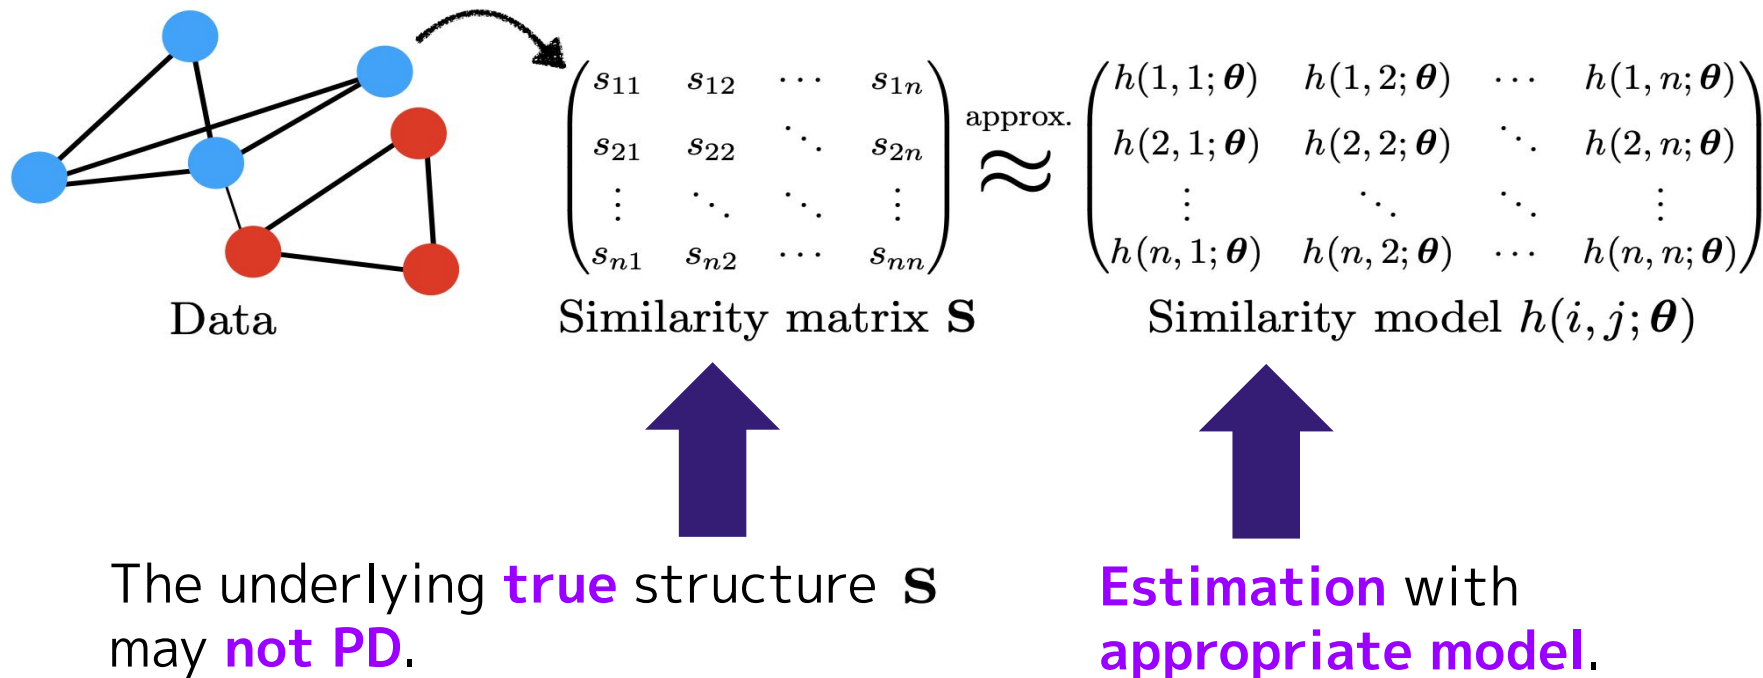 s₁₁ s₁₂ ⋯ s₁ₙ
s₂₁ s₂₂ ⋱ s₂ₙ
⋮ ⋱ ⋱ ⋮
sₙ₁ sₙ₂ ⋯ sₙₙ
approx.
≈
h(1, 1; θ) h(1, 2; θ) ⋯ h(1, n; θ)
h(2, 1; θ) h(2, 2; θ) ⋱ h(2, n; θ)
⋮ ⋱ ⋱ ⋮
h(n, 1; θ) h(n, 2; θ) ⋯ h(n, n; θ)
Data
Similarity matrix S
Similarity model h(i, j; θ)
The underlying true structure S
may not PD.
Estimation with
appropriate model.